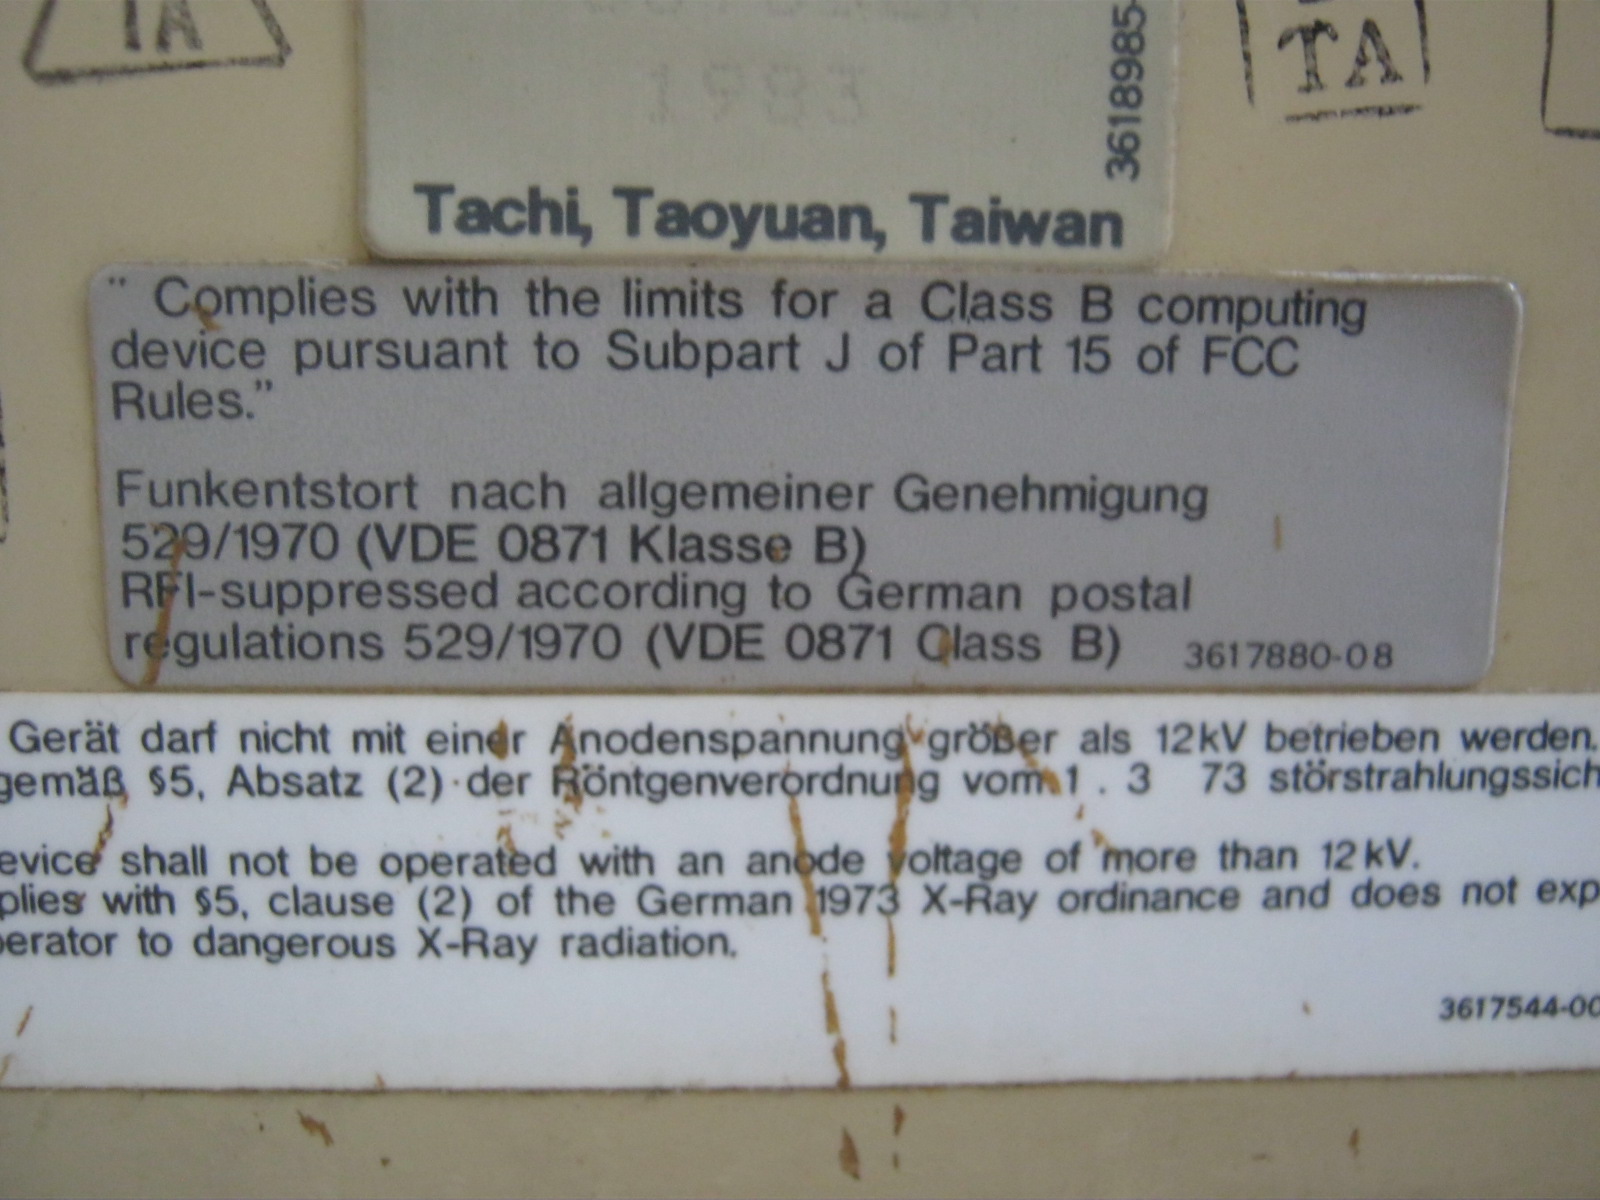 TA
1983
36189985-
TA
Tachi, Taoyuan, Taiwan
" Complies with the limits for a Class B computing
device pursuant to Subpart J of Part 15 of FCC
Rules."
Funkentstort nach allgemeiner Genehmigung
529/1970 (VDE 0871 Klasse B)
RFI-suppressed according to German postal
regulations 529/1970 (VDE 0871 Class B) 3617880-08
Gerät darf nicht mit einer Anodenspannung größer als 12kV betrieben werden.
gemäß §5, Absatz (2) der Röntgenverordnung vom 1 . 3 73 störstrahlungssich
evice shall not be operated with an anode voltage of more than 12 kV.
plies with §5, clause (2) of the German 1973 X-Ray ordinance and does not exp
perator to dangerous X-Ray radiation.
3617544-00